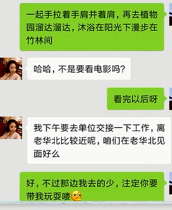 一起手拉着手肩并着肩，再去植物
园溜达溜达，沐浴在阳光下漫步在
竹林间
哈哈，不是要看电影吗？
看完以后呀
我下午要去单位交接一下工作，离
老华北比较近呢，咱们在老华北见
面好么
好，不过那边我去的少，注定你要
带我玩耍喽